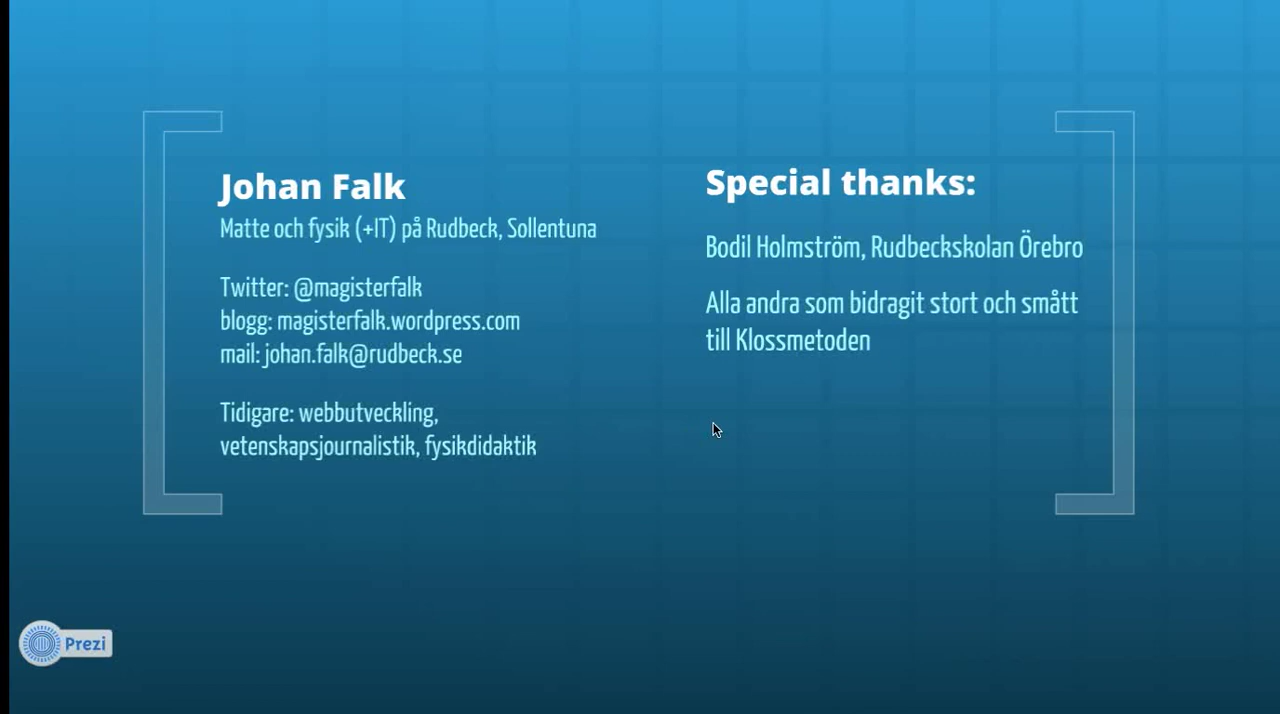 Johan Falk
Matte och fysik (+IT) på Rudbeck, Sollentuna
Twitter: @magisterfalk
blogg: magisterfalk.wordpress.com
mail: johan.falk@rudbeck.se
Tidigare: webbutveckling,
vetenskapsjournalistik, fysikdidaktik
Special thanks:
Bodil Holmström, Rudbeckskolan Örebro
Alla andra som bidragit stort och smått
till Klossmetoden
Prezi